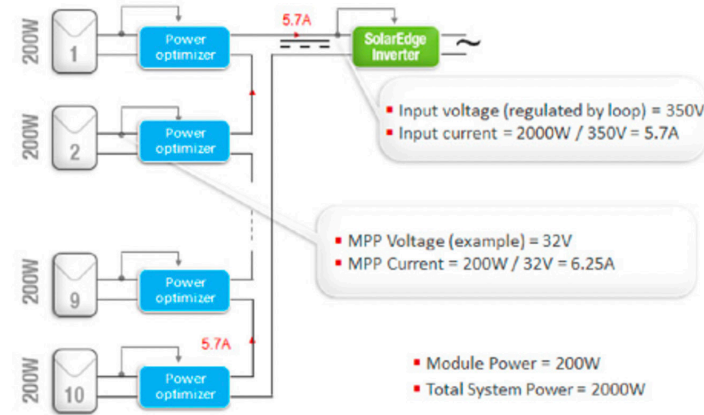 5.7A
200W
1
Power
optimizer
SolarEdge
Inverter
~
▪ Input voltage (regulated by loop) = 350V
▪ Input current = 2000W / 350V = 5.7A
200W
2
Power
optimizer
▪ MPP Voltage (example) = 32V
▪ MPP Current = 200W / 32V = 6.25A
200W
9
Power
optimizer
5.7A
200W
10
Power
optimizer
▪ Module Power = 200W
▪ Total System Power = 2000W